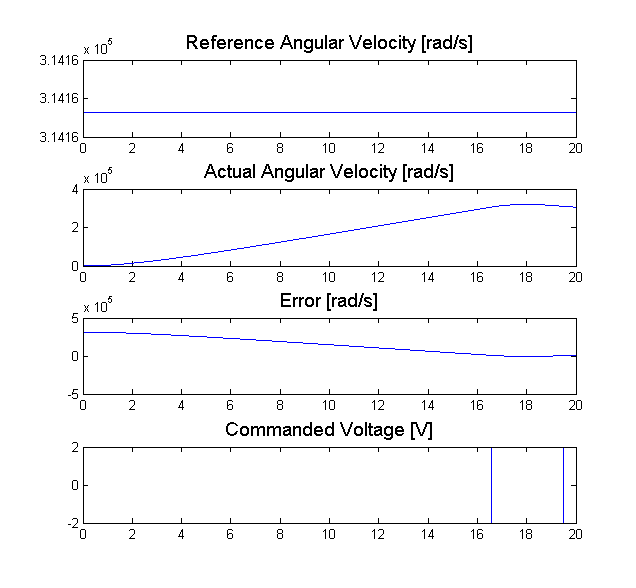 Reference Angular Velocity [rad/s]
x 10^5
3.1416
3.1416
3.1416
0 2 4 6 8 10 12 14 16 18 20
Actual Angular Velocity [rad/s]
x 10^5
4
2
0
0 2 4 6 8 10 12 14 16 18 20
Error [rad/s]
x 10^5
5
0
-5
0 2 4 6 8 10 12 14 16 18 20
Commanded Voltage [V]
2
0
-2
0 2 4 6 8 10 12 14 16 18 20